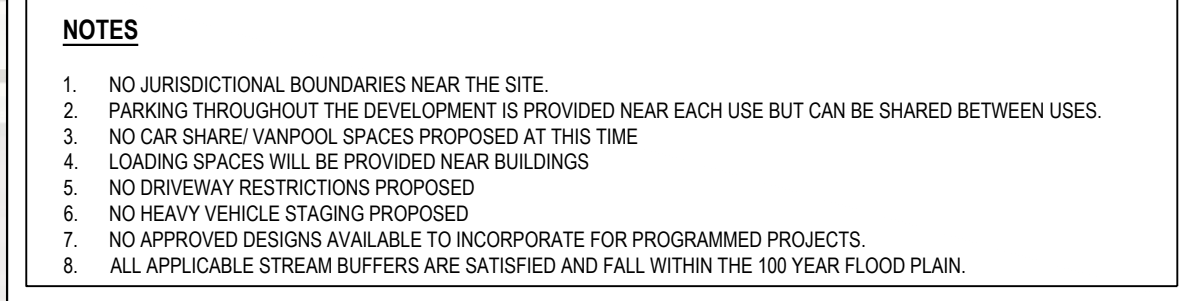 NOTES
1. NO JURISDICTIONAL BOUNDARIES NEAR THE SITE.
2. PARKING THROUGHOUT THE DEVELOPMENT IS PROVIDED NEAR EACH USE BUT CAN BE SHARED BETWEEN USES.
3. NO CAR SHARE/ VANPOOL SPACES PROPOSED AT THIS TIME
4. LOADING SPACES WILL BE PROVIDED NEAR BUILDINGS
5. NO DRIVEWAY RESTRICTIONS PROPOSED
6. NO HEAVY VEHICLE STAGING PROPOSED
7. NO APPROVED DESIGNS AVAILABLE TO INCORPORATE FOR PROGRAMMED PROJECTS.
8. ALL APPLICABLE STREAM BUFFERS ARE SATISFIED AND FALL WITHIN THE 100 YEAR FLOOD PLAIN.